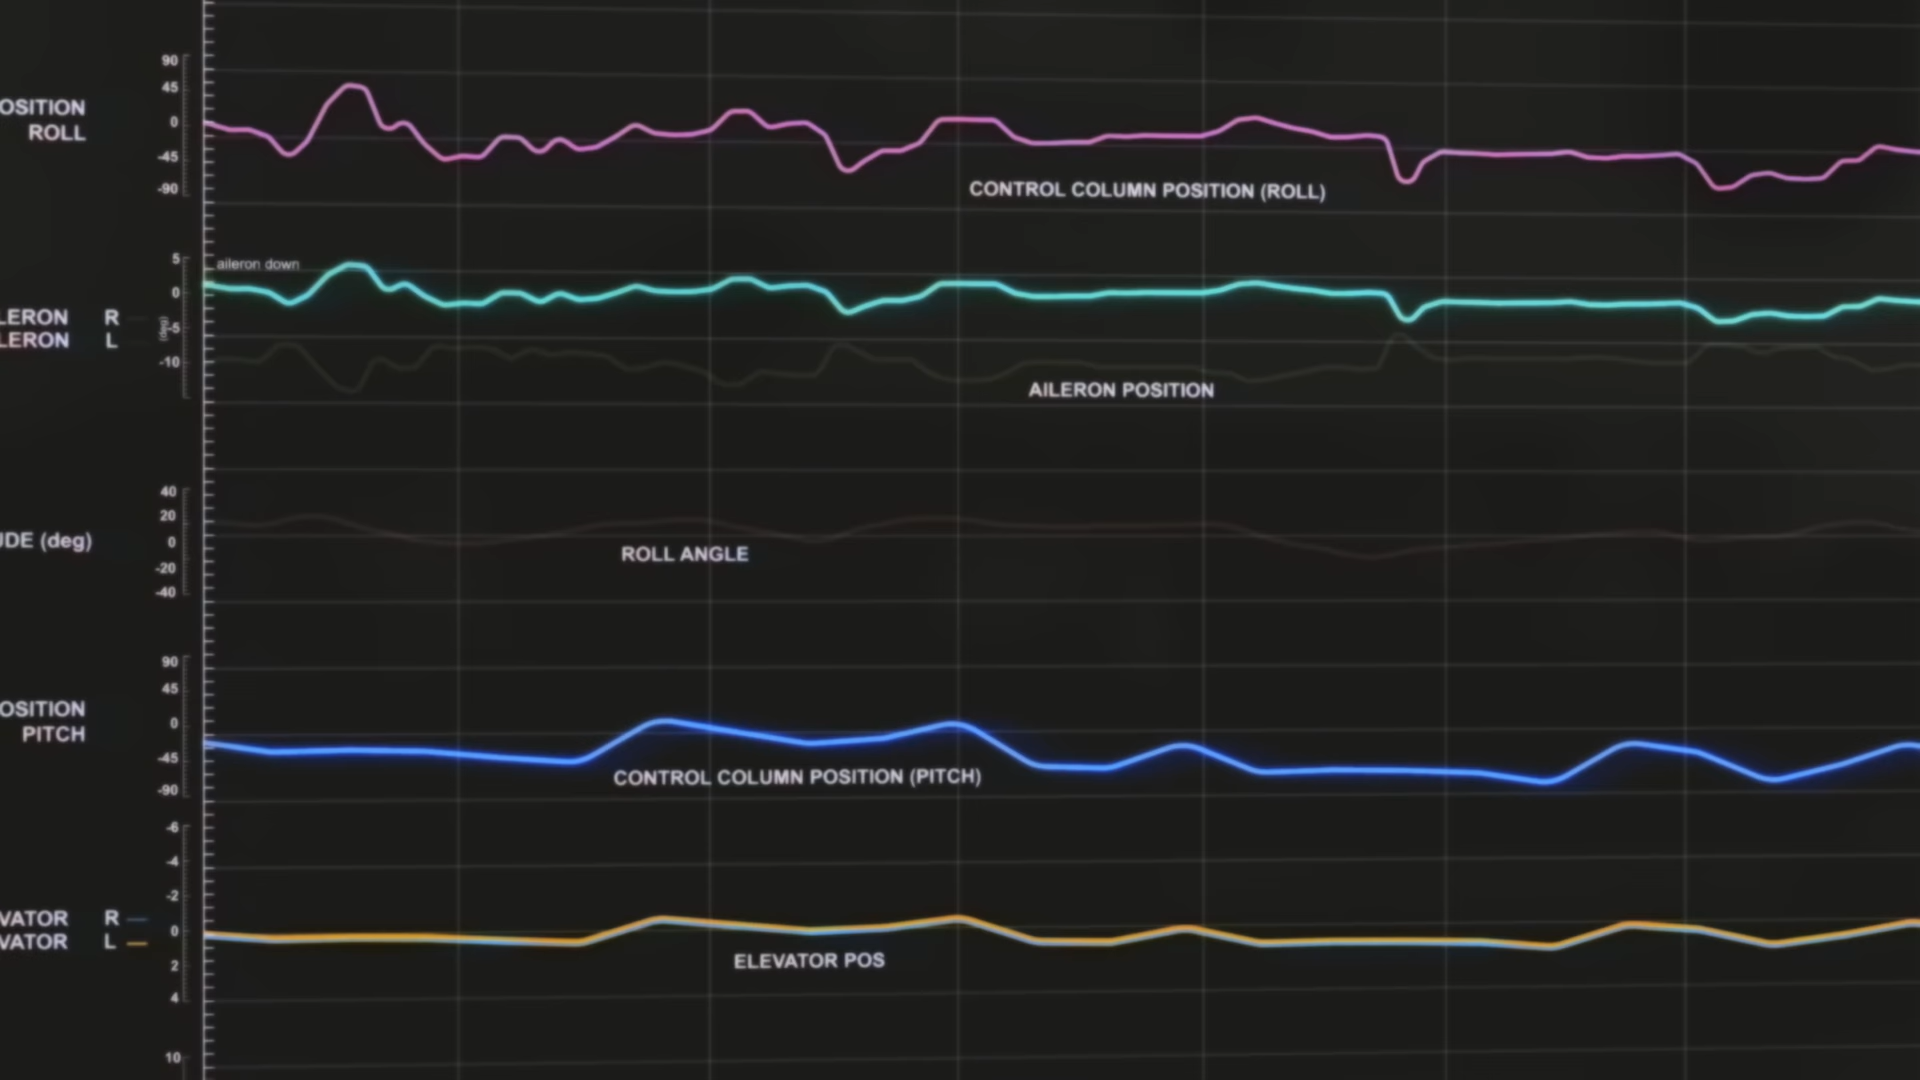 90
45
OSITION
0
ROLL
-45
-90
CONTROL COLUMN POSITION (ROLL)
5
aileron down
0
LERON R
(deg)
-5
LERON L
-10
AILERON POSITION
40
20
UDE (deg)
0
ROLL ANGLE
-20
-40
90
45
OSITION
0
PITCH
-45
-90
CONTROL COLUMN POSITION (PITCH)
-6
-4
-2
VATOR R
0
VATOR L
ELEVATOR POS
2
4
10